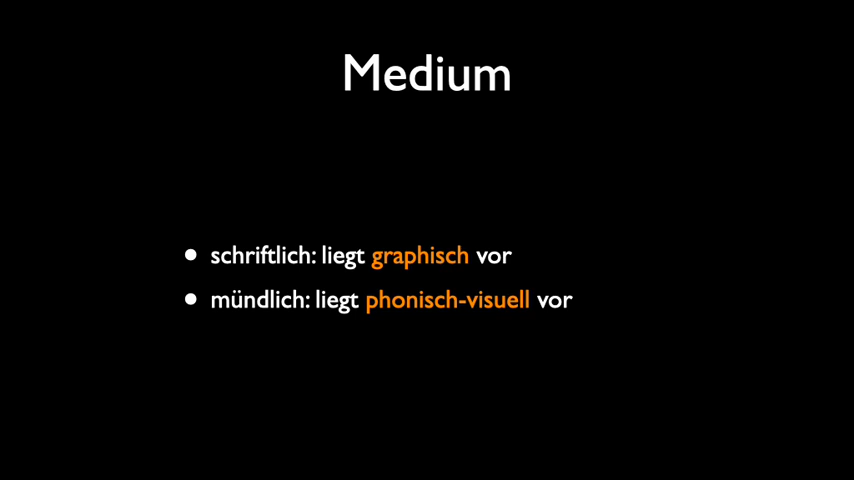 Medium
• schriftlich: liegt graphisch vor
• mündlich: liegt phonisch-visuell vor